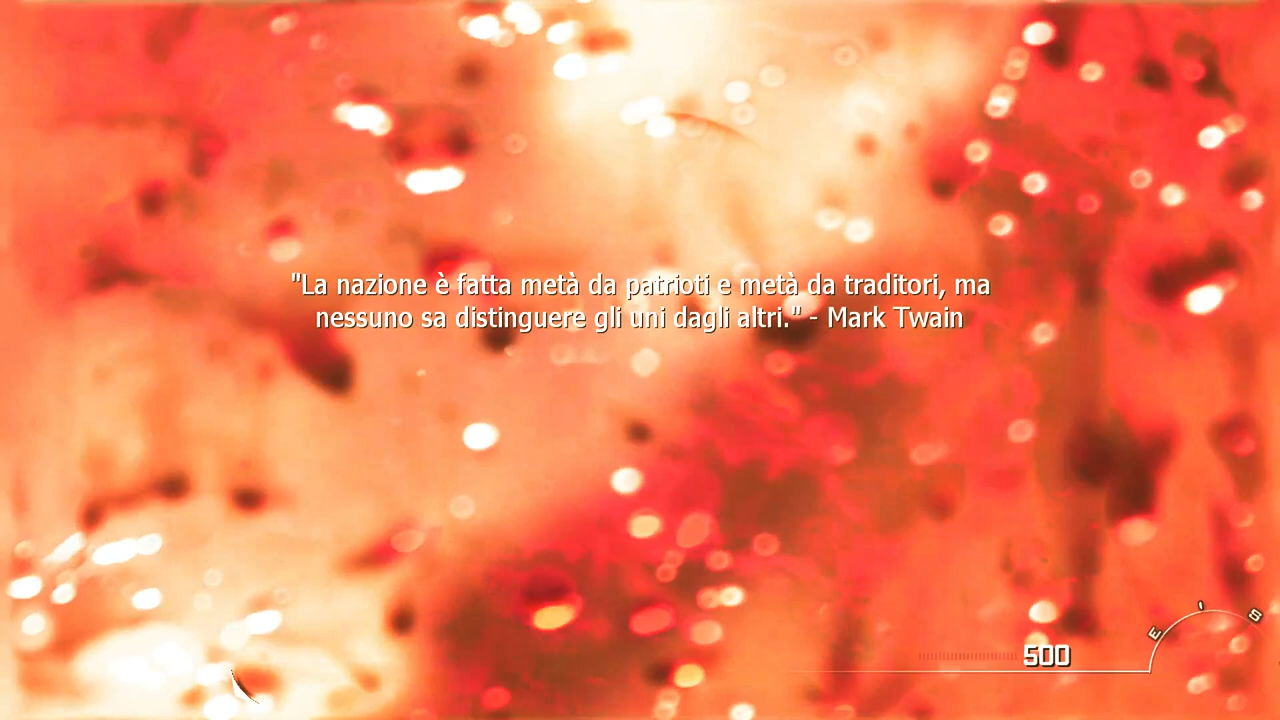 "La nazione è fatta metà da patrioti e metà da traditori, ma
nessuno sa distinguere gli uni dagli altri." - Mark Twain
E
S
500